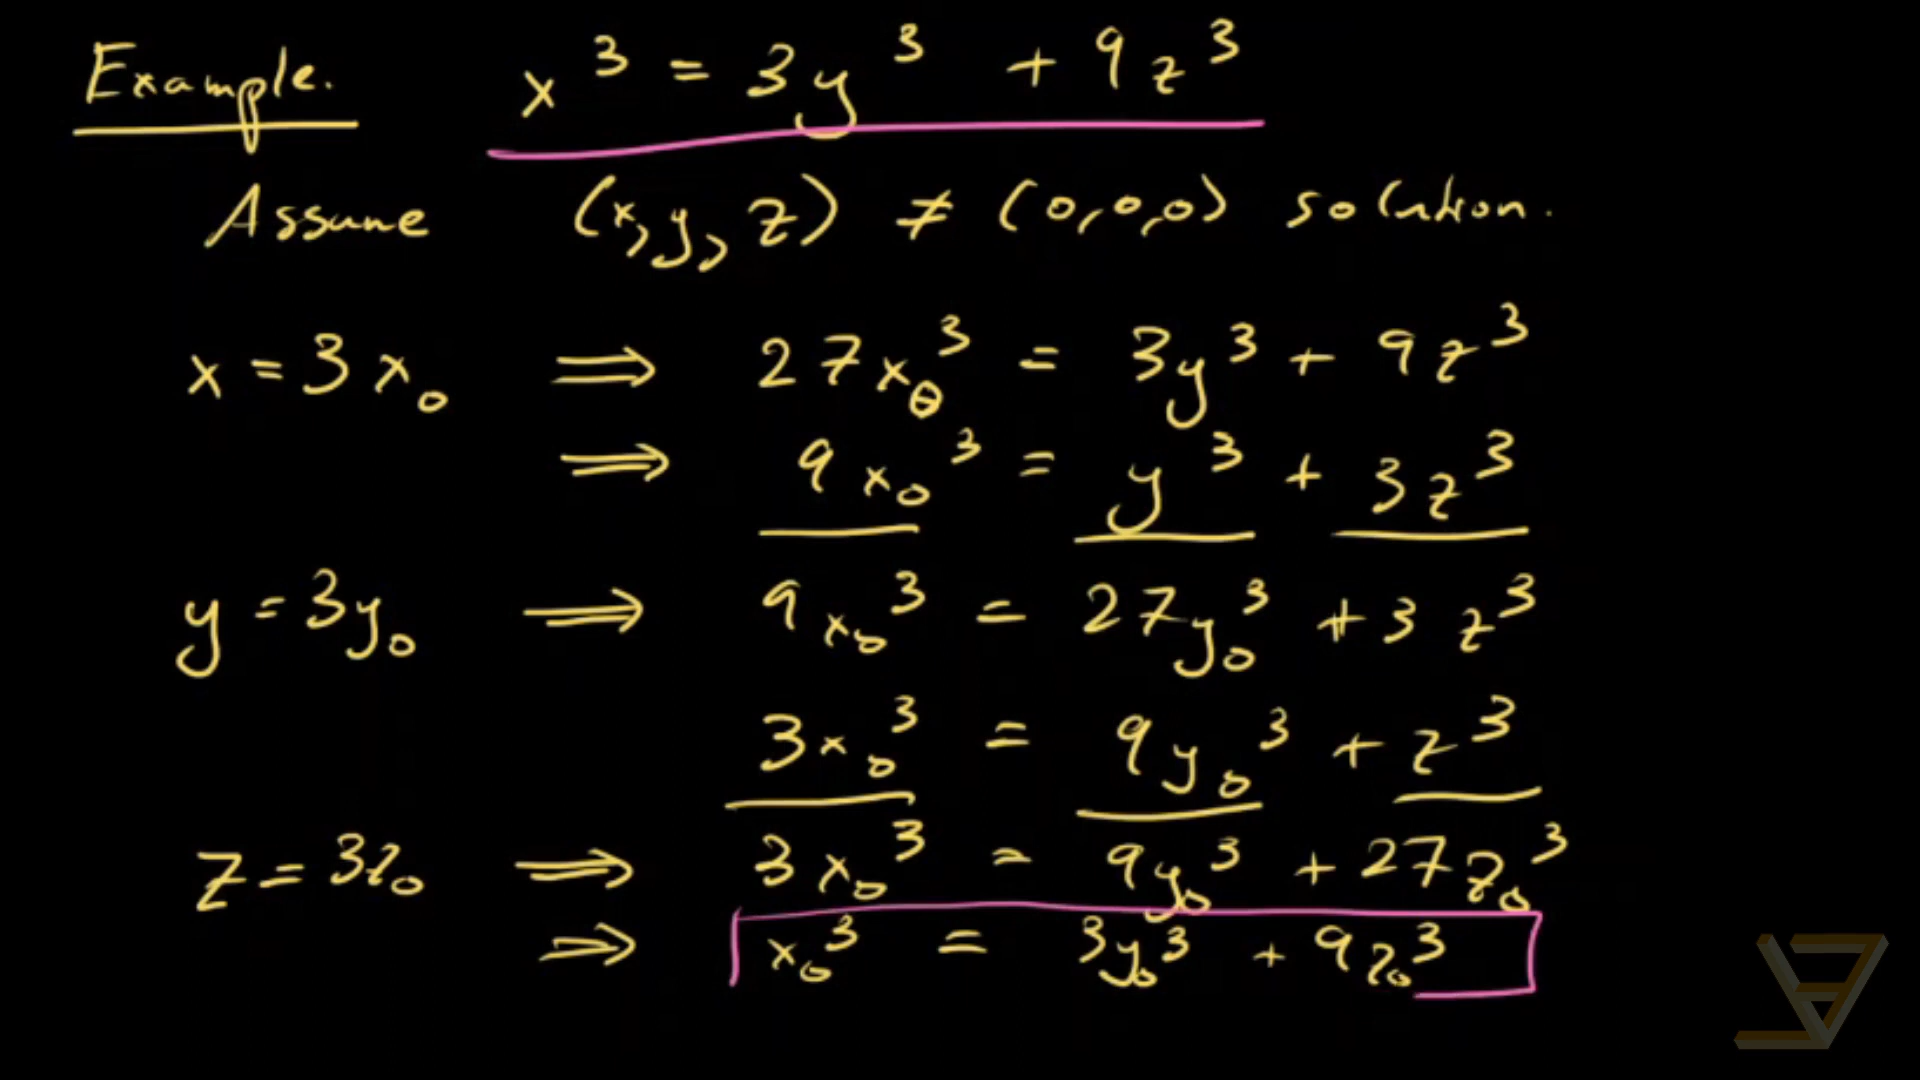 Example. x³ = 3y³ + 9z³
Assume (x, y, z) ≠ (0, 0, 0) solution.
x = 3x₀ ⟹ 27x₀³ = 3y³ + 9z³
⟹ 9x₀³ = y³ + 3z³
y = 3y₀ ⟹ 9x₀³ = 27y₀³ + 3z³
3x₀³ = 9y₀³ + z³
z = 3z₀ ⟹ 3x₀³ = 9y₀³ + 27z₀³
⟹ x₀³ = 3y₀³ + 9z₀³